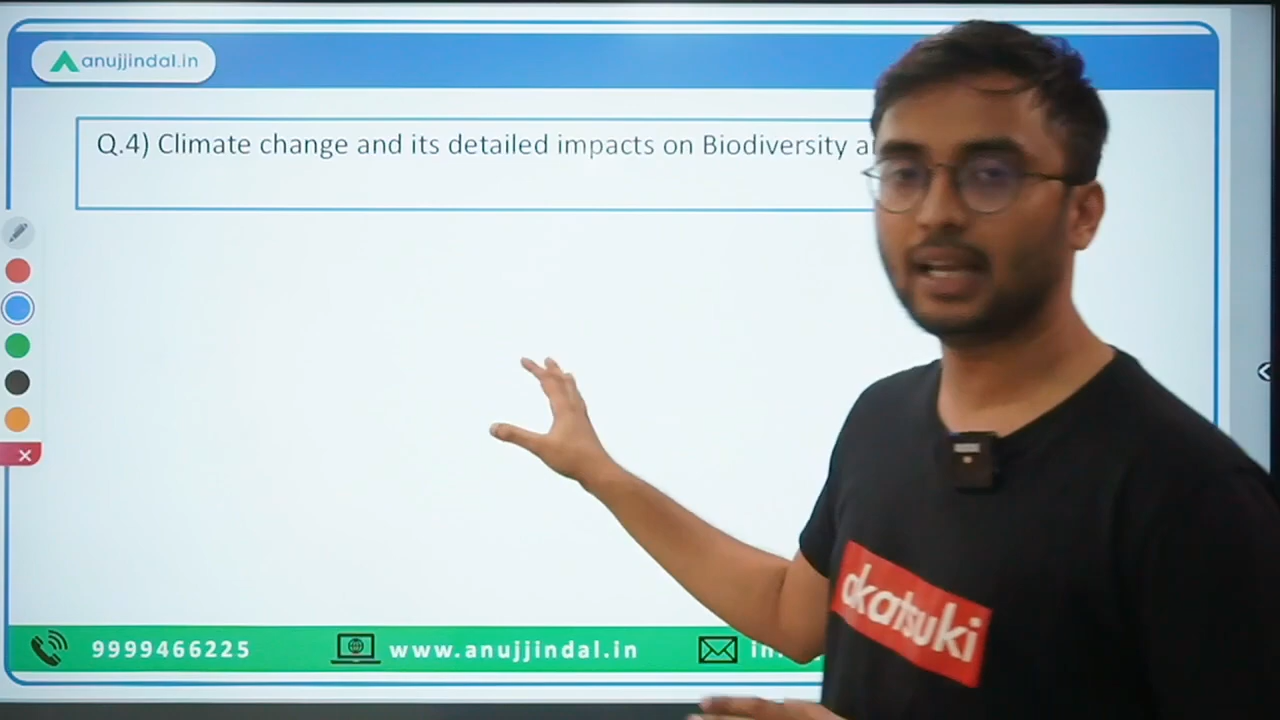 anujjindal.in
Q.4) Climate change and its detailed impacts on Biodiversity
akatsuki
9999466225
www.anujjindal.in